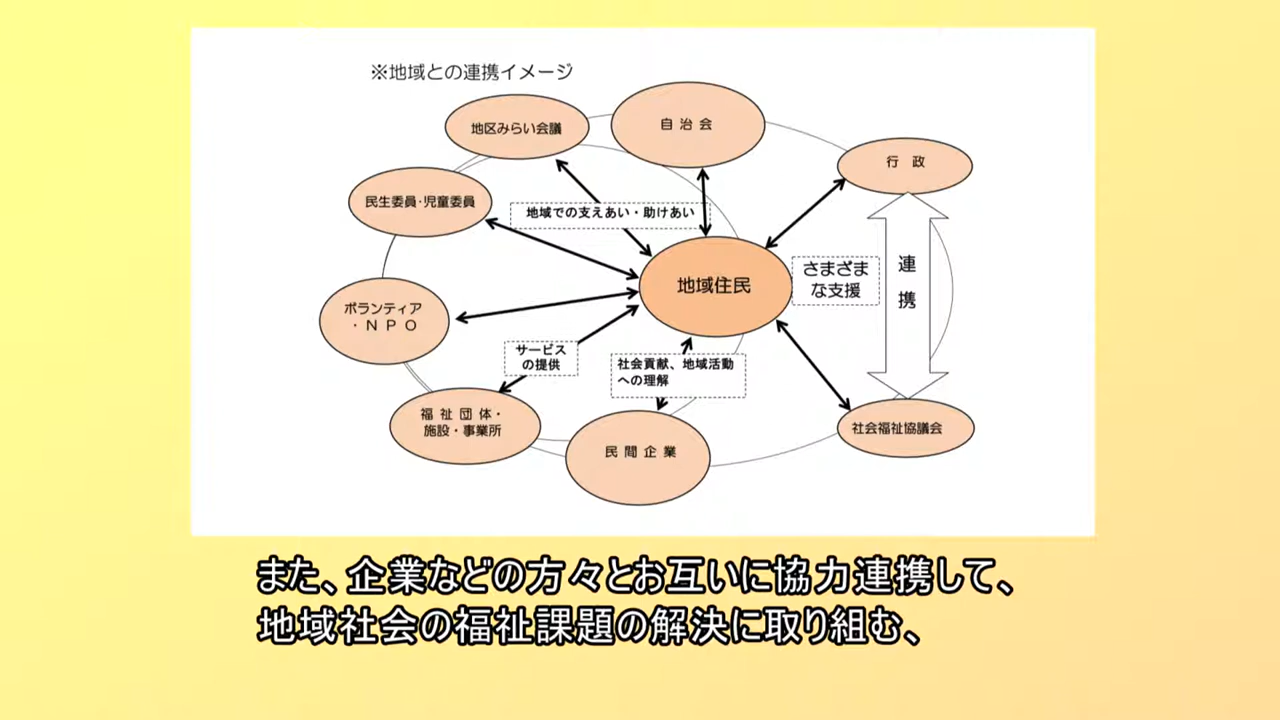 ※地域との連携イメージ
地区みらい会議
自治会
行政
民生委員・児童委員
地域での支えあい・助けあい
地域住民
さまざま
な支援
連
携
ボランティア
・NPO
サービス
の提供
社会貢献、地域活動
への理解
福祉団体・
施設・事業所
民間企業
社会福祉協議会
また、企業などの方々とお互いに協力連携して、
地域社会の福祉課題の解決に取り組む、